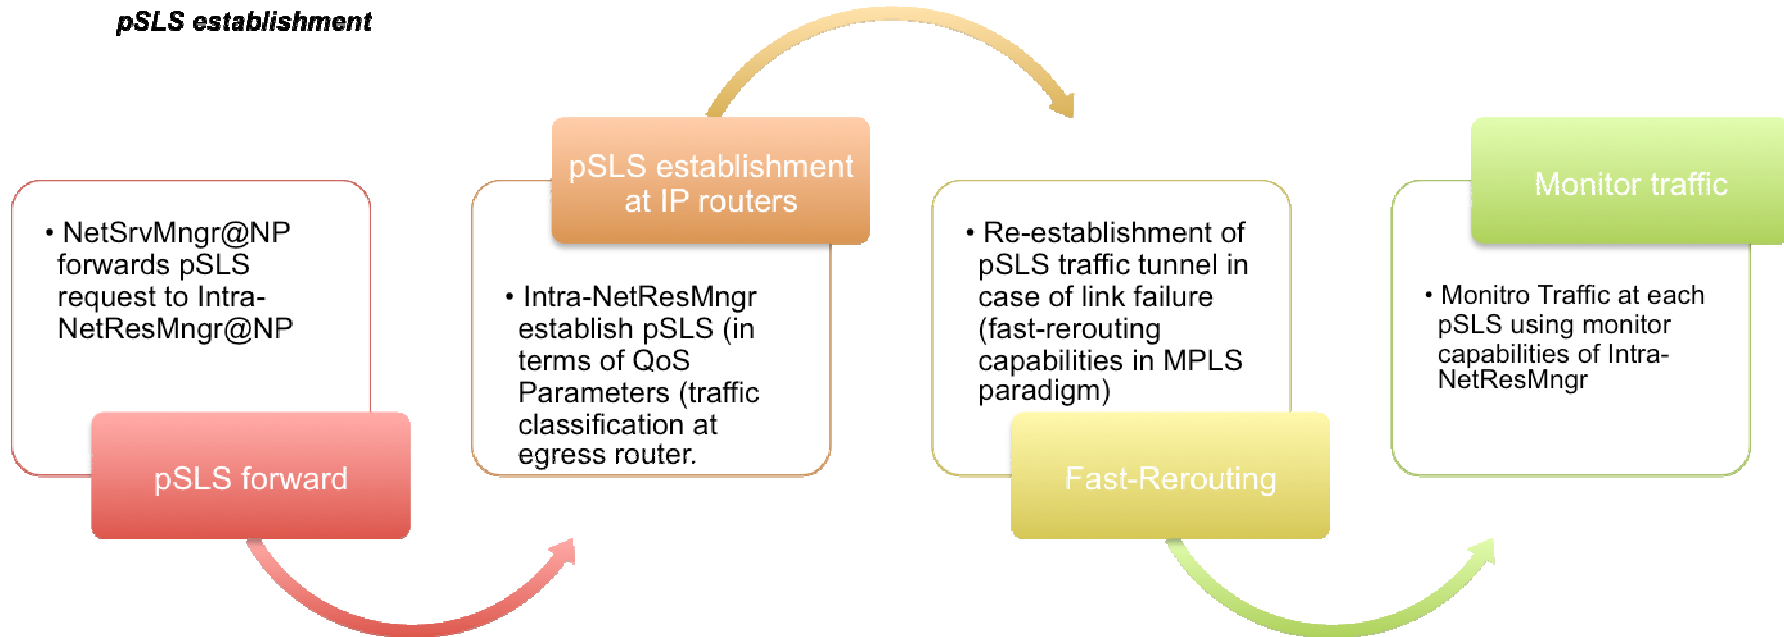 pSLS establishment
• NetSrvMngr@NP
forwards pSLS
request to Intra-
NetResMngr@NP
pSLS forward
pSLS establishment
at IP routers
• Intra-NetResMngr
establish pSLS (in
terms of QoS
Parameters (traffic
classification at
egress router.
• Re-establishment of
pSLS traffic tunnel in
case of link failure
(fast-rerouting
capabilities in MPLS
paradigm)
Fast-Rerouting
Monitor traffic
• Monitro Traffic at each
pSLS using monitor
capabilities of Intra-
NetResMngr